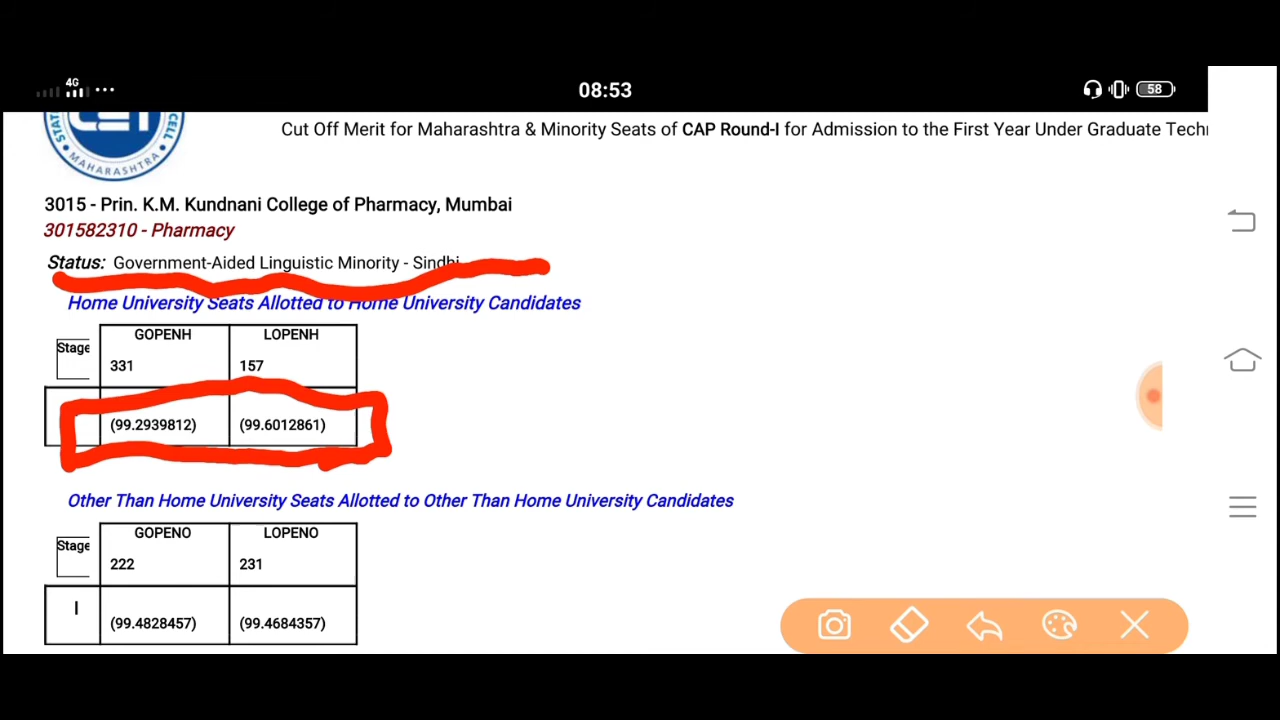 4G
08:53
58
STAT CELL
MAHARASHTRA
Cut Off Merit for Maharashtra & Minority Seats of CAP Round-I for Admission to the First Year Under Graduate Techn
3015 - Prin. K.M. Kundnani College of Pharmacy, Mumbai
301582310 - Pharmacy
Status: Government-Aided Linguistic Minority - Sindhi
Home University Seats Allotted to Home University Candidates
Stage GOPENH LOPENH
331 157
(99.2939812) (99.6012861)
Other Than Home University Seats Allotted to Other Than Home University Candidates
Stage GOPENO LOPENO
222 231
I
(99.4828457) (99.4684357)